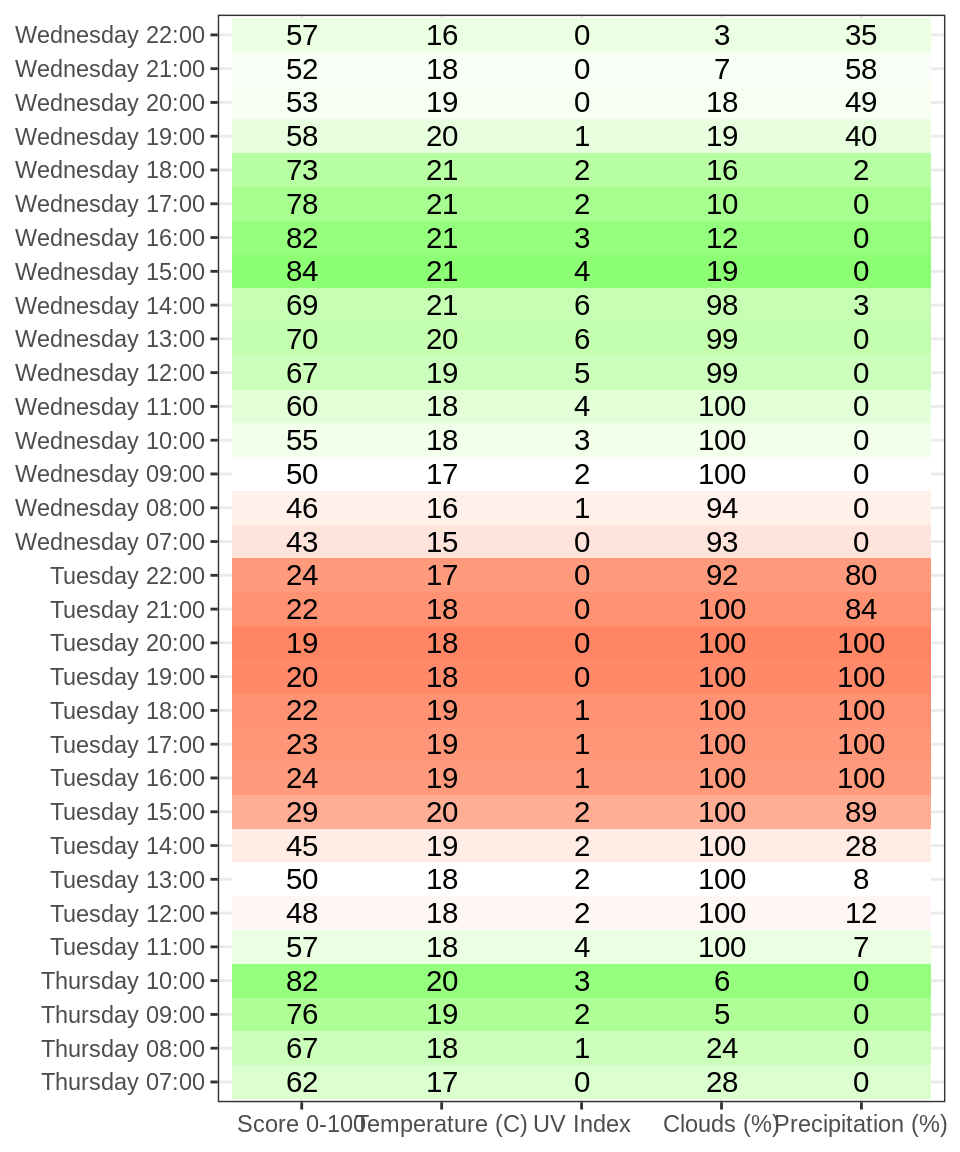 Wednesday 22:00 57 16 0 3 35
Wednesday 21:00 52 18 0 7 58
Wednesday 20:00 53 19 0 18 49
Wednesday 19:00 58 20 1 19 40
Wednesday 18:00 73 21 2 16 2
Wednesday 17:00 78 21 2 10 0
Wednesday 16:00 82 21 3 12 0
Wednesday 15:00 84 21 4 19 0
Wednesday 14:00 69 21 6 98 3
Wednesday 13:00 70 20 6 99 0
Wednesday 12:00 67 19 5 99 0
Wednesday 11:00 60 18 4 100 0
Wednesday 10:00 55 18 3 100 0
Wednesday 09:00 50 17 2 100 0
Wednesday 08:00 46 16 1 94 0
Wednesday 07:00 43 15 0 93 0
Tuesday 22:00 24 17 0 92 80
Tuesday 21:00 22 18 0 100 84
Tuesday 20:00 19 18 0 100 100
Tuesday 19:00 20 18 0 100 100
Tuesday 18:00 22 19 1 100 100
Tuesday 17:00 23 19 1 100 100
Tuesday 16:00 24 19 1 100 100
Tuesday 15:00 29 20 2 100 89
Tuesday 14:00 45 19 2 100 28
Tuesday 13:00 50 18 2 100 8
Tuesday 12:00 48 18 2 100 12
Tuesday 11:00 57 18 4 100 7
Thursday 10:00 82 20 3 6 0
Thursday 09:00 76 19 2 5 0
Thursday 08:00 67 18 1 24 0
Thursday 07:00 62 17 0 28 0
Score 0-100 Temperature (C) UV Index Clouds (%) Precipitation (%)